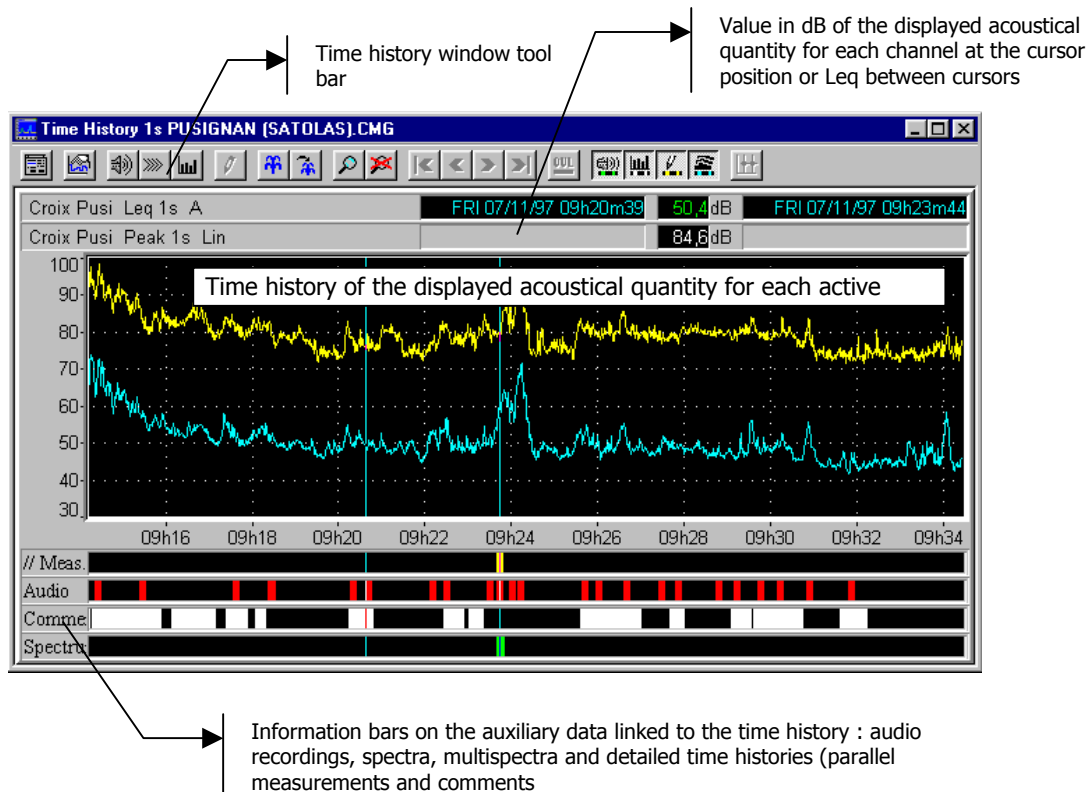 Time history window tool
bar
Value in dB of the displayed acoustical
quantity for each channel at the cursor
position or Leq between cursors
Time History 1s PUSIGNAN (SATOLAS).CMG
OVL
Croix Pusi Leq 1s A FRI 07/11/97 09h20m39 50,4 dB FRI 07/11/97 09h23m44
Croix Pusi Peak 1s Lin 84,6 dB
100
Time history of the displayed acoustical quantity for each active
90
80
70
60
50
40
30
09h16 09h18 09h20 09h22 09h24 09h26 09h28 09h30 09h32 09h34
// Meas.
Audio
Comme
Spectru
Information bars on the auxiliary data linked to the time history : audio
recordings, spectra, multispectra and detailed time histories (parallel
measurements and comments